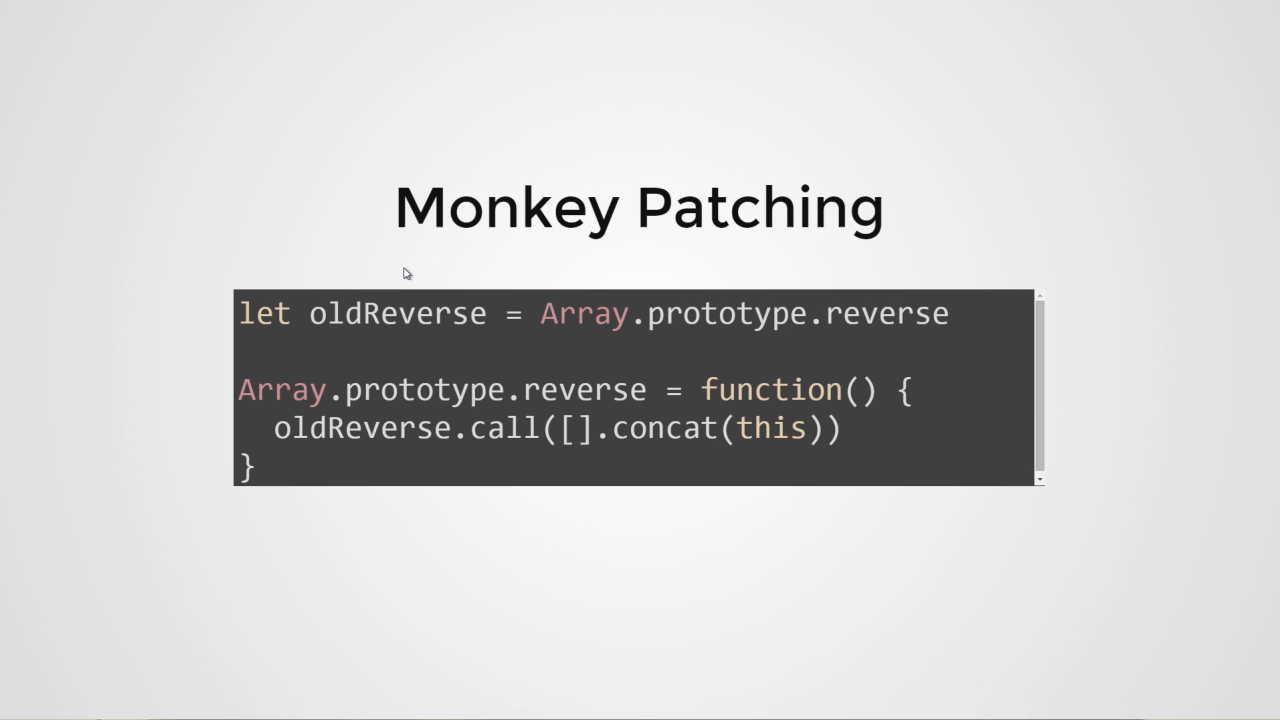 Monkey Patching
let oldReverse = Array.prototype.reverse
Array.prototype.reverse = function() {
  oldReverse.call([].concat(this))
}